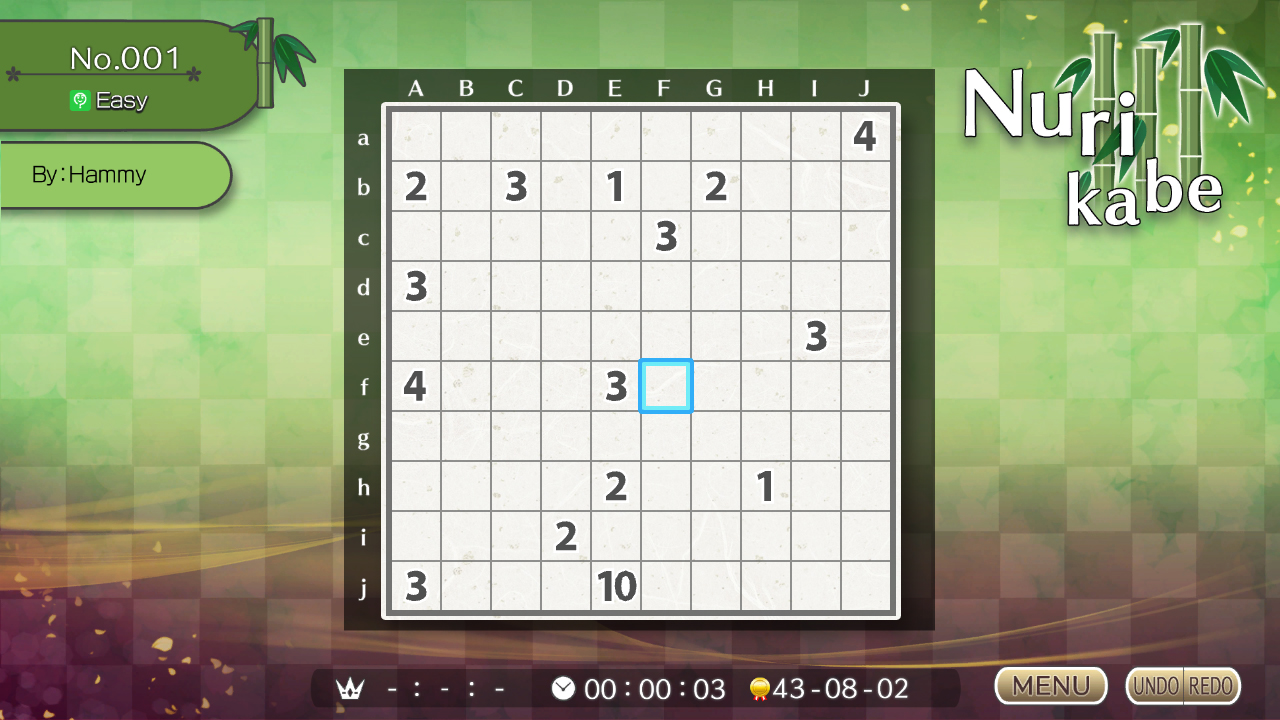 No.001
Easy
By:Hammy
Nuri
kabe
A B C D E F G H I J
a 4
b 2 3 1 2
c 3
d 3
e 3
f 4 3
g
h 2 1
i 2
j 3 10
- : - : -
00:00:03
43-08-02
MENU
UNDO REDO